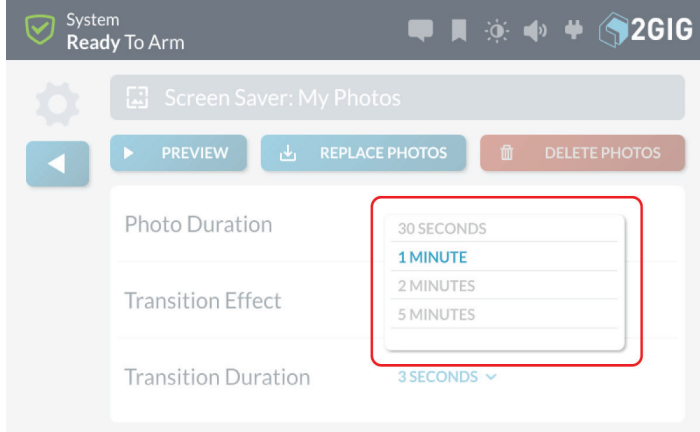 System
Ready To Arm
2GIG
Screen Saver: My Photos
PREVIEW
REPLACE PHOTOS
DELETE PHOTOS
Photo Duration
30 SECONDS
1 MINUTE
2 MINUTES
5 MINUTES
Transition Effect
Transition Duration
3 SECONDS